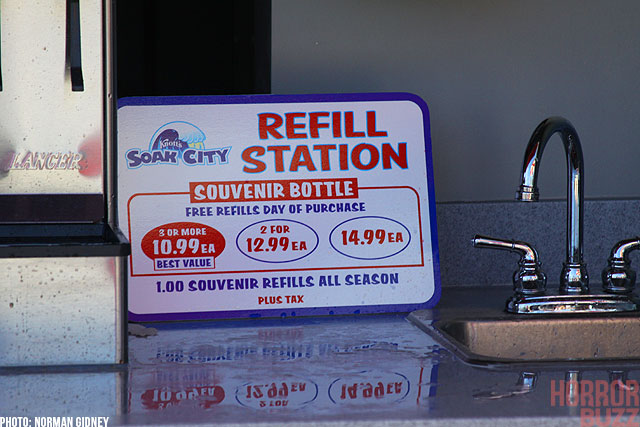 LANCER
Knott's
SOAK CITY
REFILL
STATION
SOUVENIR BOTTLE
FREE REFILLS DAY OF PURCHASE
3 OR MORE
10.99 EA
BEST VALUE
2 FOR
12.99 EA
14.99 EA
1.00 SOUVENIR REFILLS ALL SEASON
PLUS TAX
PHOTO: NORMAN GIDNEY
HORROR
BUZZ